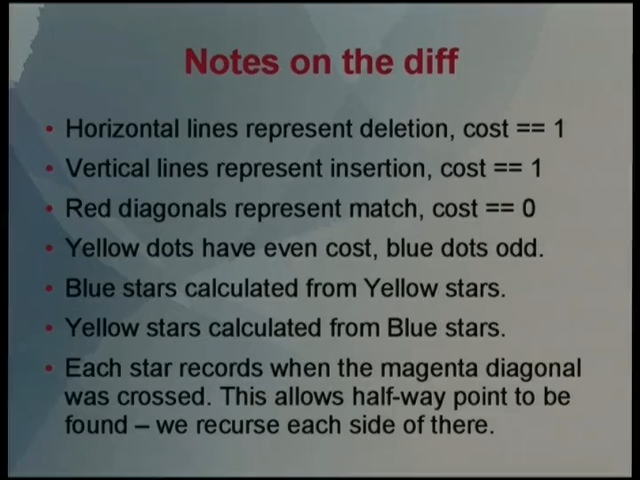 Notes on the diff
• Horizontal lines represent deletion, cost == 1
• Vertical lines represent insertion, cost == 1
• Red diagonals represent match, cost == 0
• Yellow dots have even cost, blue dots odd.
• Blue stars calculated from Yellow stars.
• Yellow stars calculated from Blue stars.
• Each star records when the magenta diagonal
was crossed. This allows half-way point to be
found – we recurse each side of there.